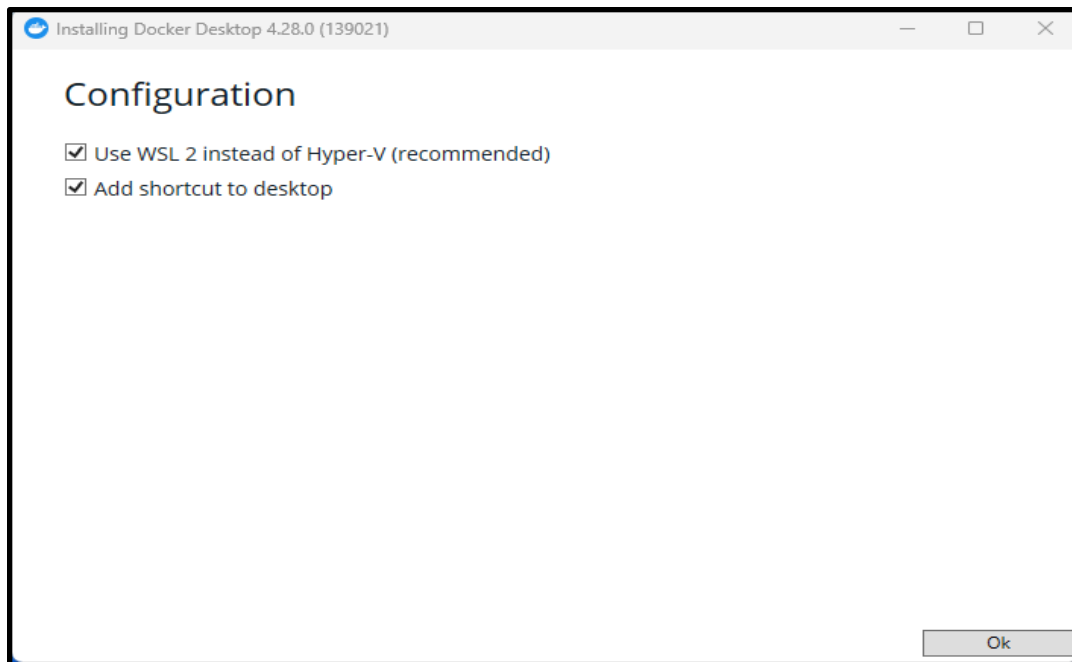 Installing Docker Desktop 4.28.0 (139021)
Configuration
Use WSL 2 instead of Hyper-V (recommended)
Add shortcut to desktop
Ok